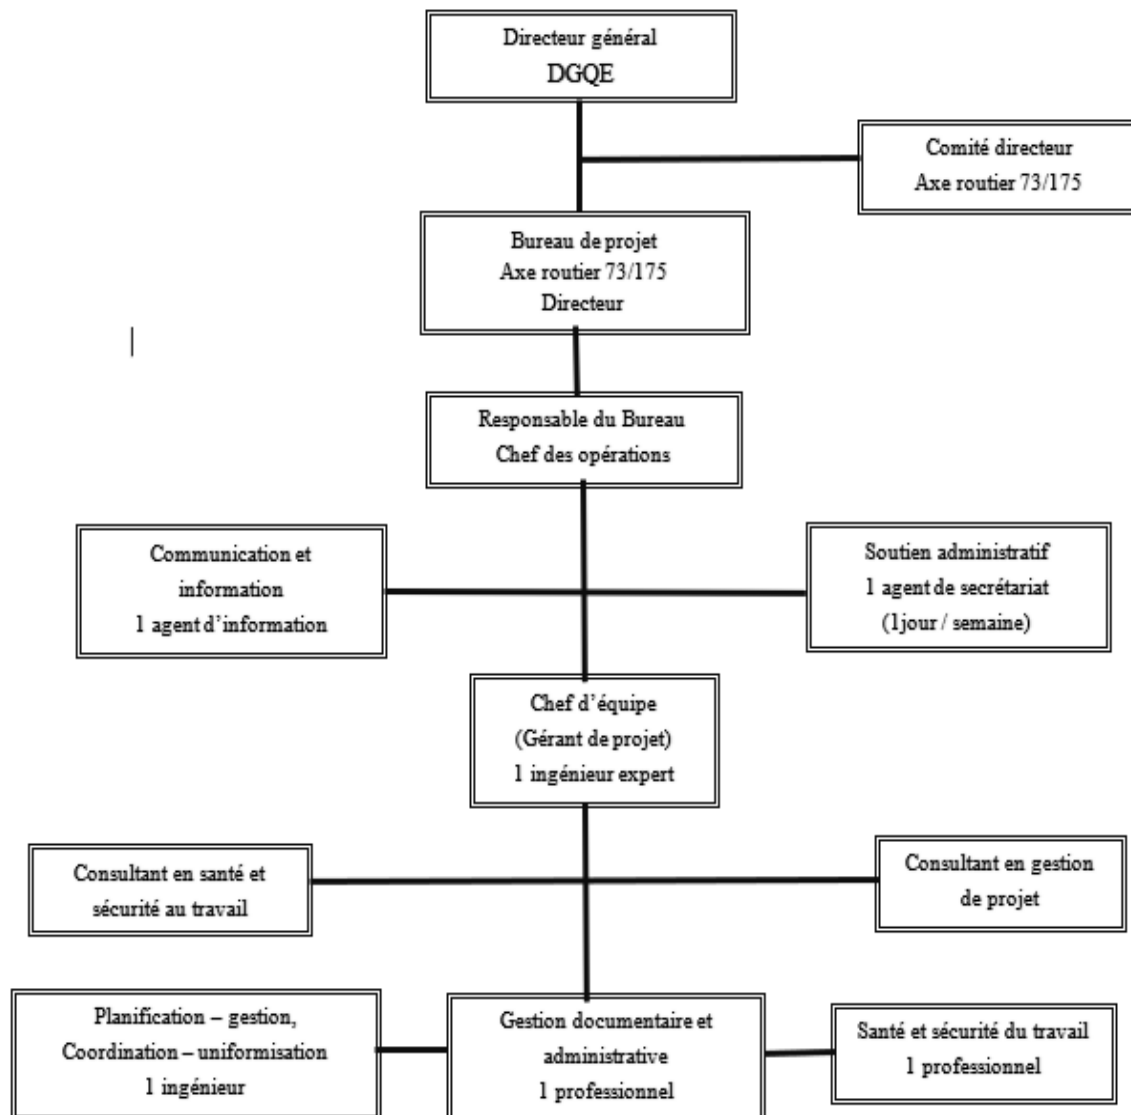 Directeur général
DGQE
Comité directeur
Axe routier 73/175
Bureau de projet
Axe routier 73/175
Directeur
Responsable du Bureau
Chef des opérations
Communication et
information
1 agent d’information
Soutien administratif
1 agent de secrétariat
(1jour / semaine)
Chef d’équipe
(Gérant de projet)
1 ingénieur expert
Consultant en santé et
sécurité au travail
Consultant en gestion
de projet
Planification – gestion,
Coordination – uniformisation
1 ingénieur
Gestion documentaire et
administrative
1 professionnel
Santé et sécurité du travail
1 professionnel